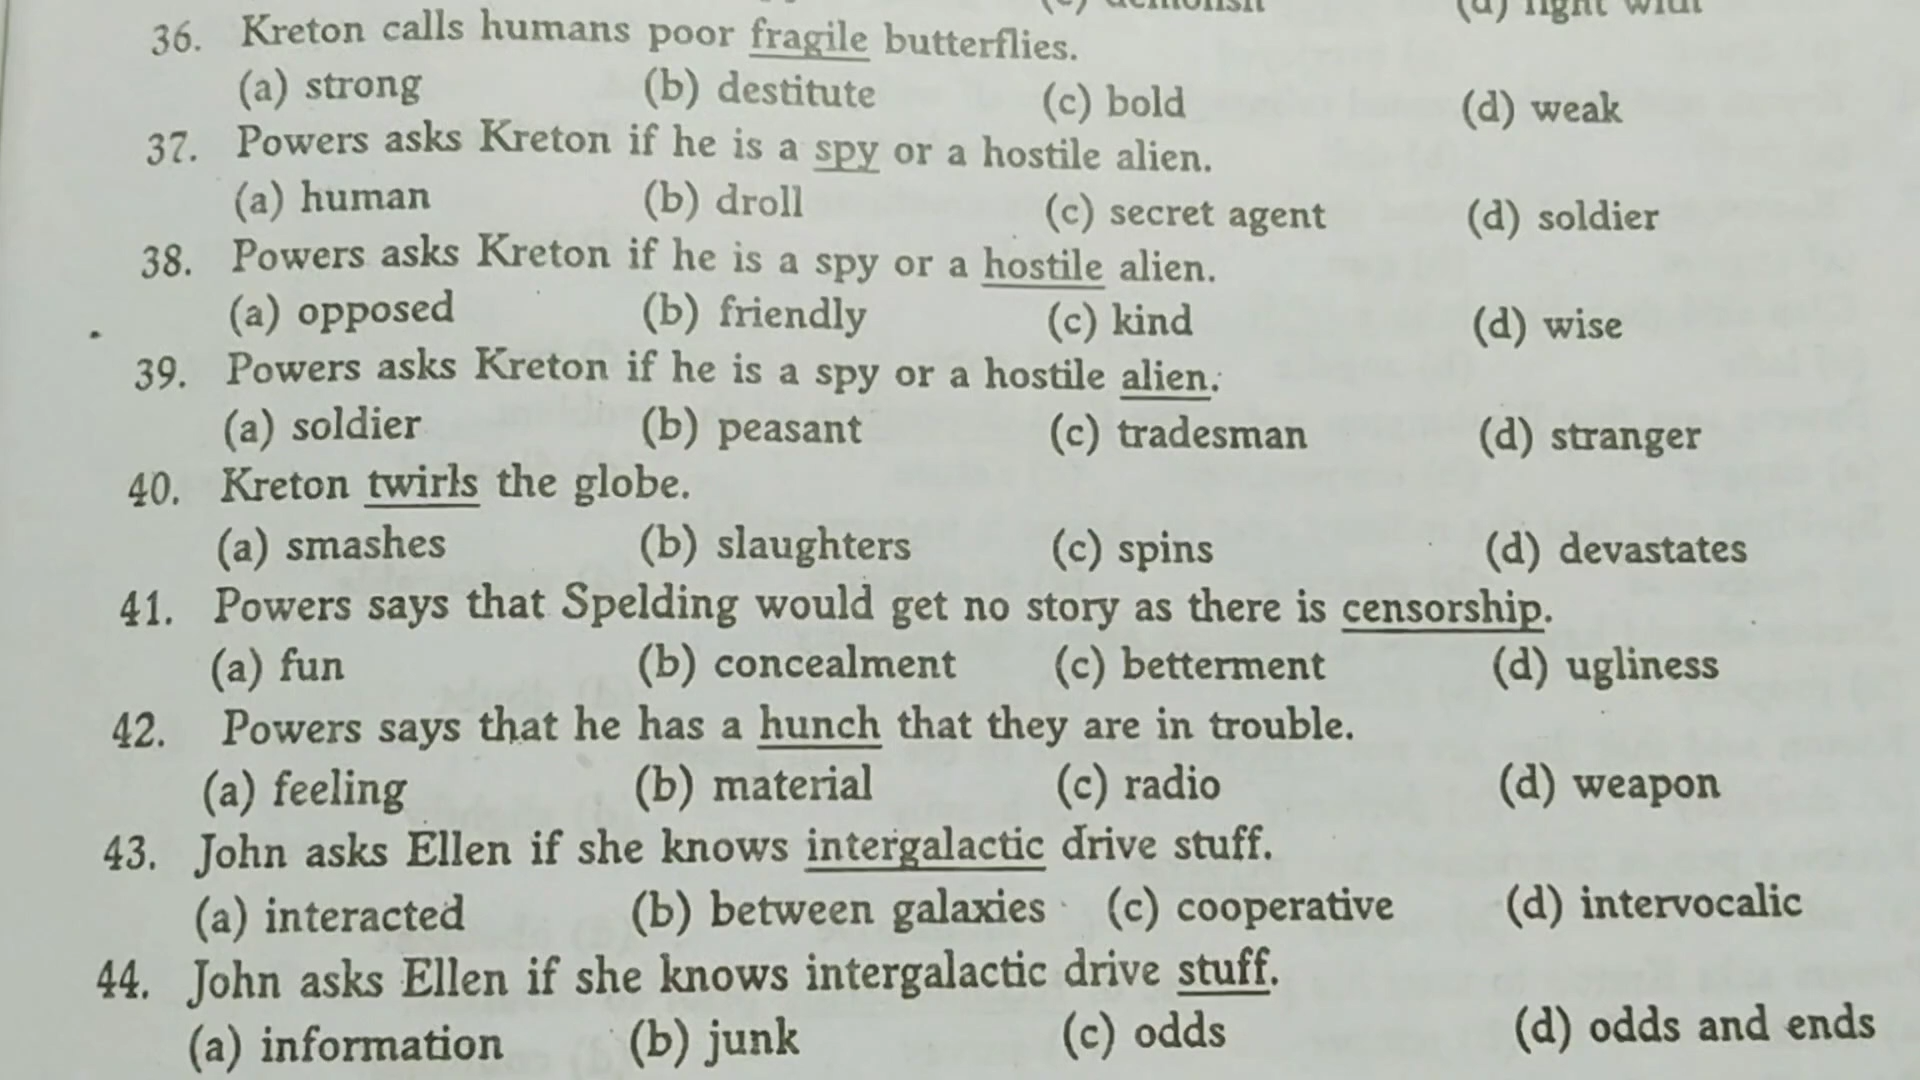 (c) demolish (d) fight with
36. Kreton calls humans poor fragile butterflies.
(a) strong (b) destitute (c) bold (d) weak
37. Powers asks Kreton if he is a spy or a hostile alien.
(a) human (b) droll (c) secret agent (d) soldier
38. Powers asks Kreton if he is a spy or a hostile alien.
(a) opposed (b) friendly (c) kind (d) wise
39. Powers asks Kreton if he is a spy or a hostile alien.
(a) soldier (b) peasant (c) tradesman (d) stranger
40. Kreton twirls the globe.
(a) smashes (b) slaughters (c) spins (d) devastates
41. Powers says that Spelding would get no story as there is censorship.
(a) fun (b) concealment (c) betterment (d) ugliness
42. Powers says that he has a hunch that they are in trouble.
(a) feeling (b) material (c) radio (d) weapon
43. John asks Ellen if she knows intergalactic drive stuff.
(a) interacted (b) between galaxies (c) cooperative (d) intervocalic
44. John asks Ellen if she knows intergalactic drive stuff.
(a) information (b) junk (c) odds (d) odds and ends